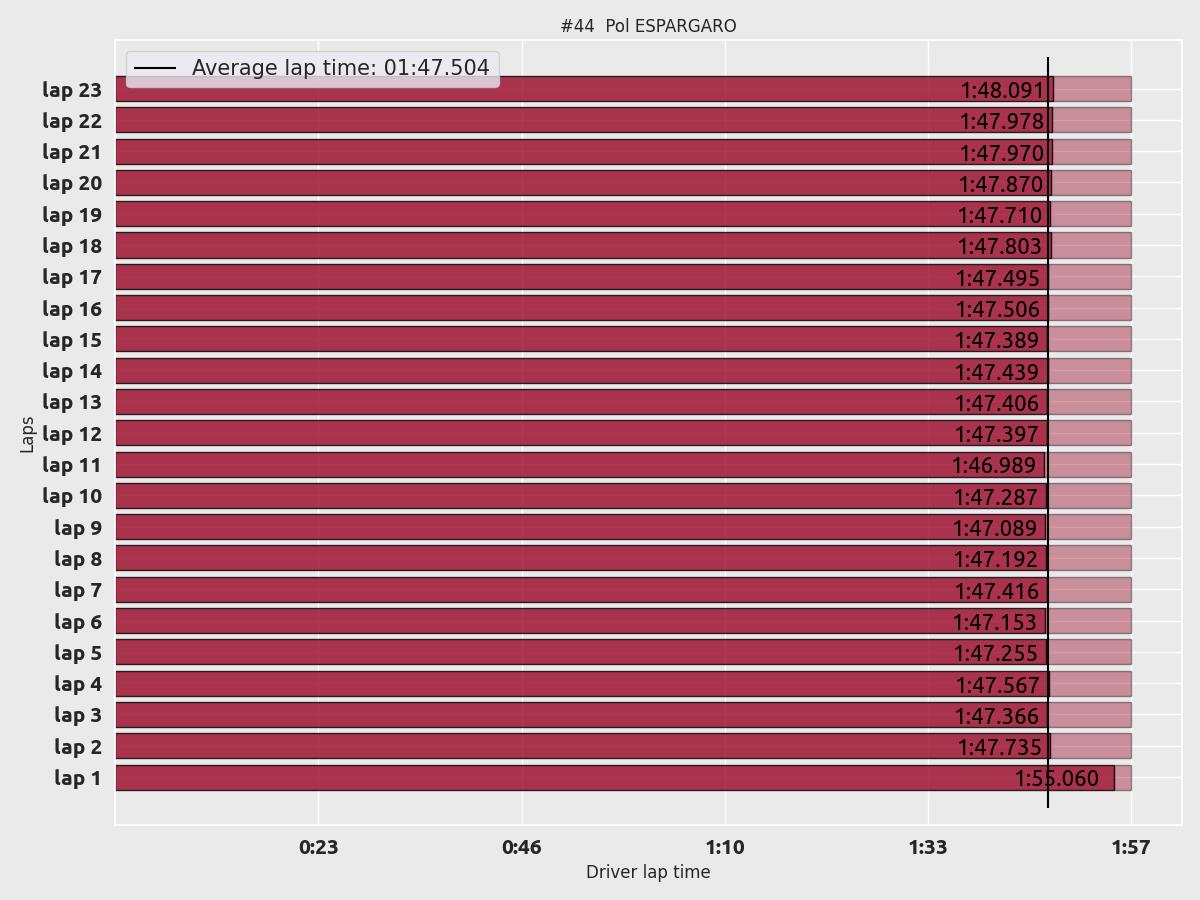 #44  Pol ESPARGARO
Average lap time: 01:47.504
lap 23 1:48.091
lap 22 1:47.978
lap 21 1:47.970
lap 20 1:47.870
lap 19 1:47.710
lap 18 1:47.803
lap 17 1:47.495
lap 16 1:47.506
lap 15 1:47.389
lap 14 1:47.439
lap 13 1:47.406
lap 12 1:47.397
lap 11 1:46.989
lap 10 1:47.287
lap 9 1:47.089
lap 8 1:47.192
lap 7 1:47.416
lap 6 1:47.153
lap 5 1:47.255
lap 4 1:47.567
lap 3 1:47.366
lap 2 1:47.735
lap 1 1:55.060
Laps
0:23 0:46 1:10 1:33 1:57
Driver lap time